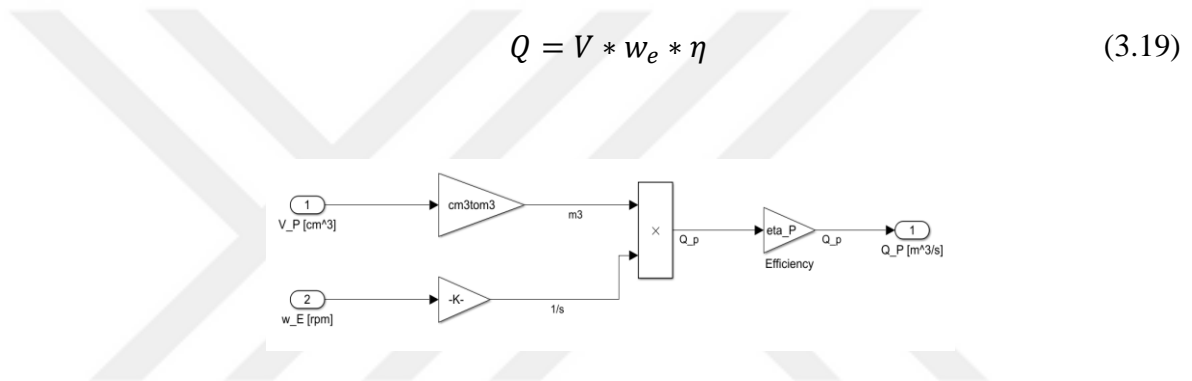 Q = V ∗ w_e ∗ η (3.19)
1
V_P [cm^3]
cm3tom3
m3
×
Q_p
eta_P
Efficiency
Q_p
1
Q_P [m^3/s]
2
w_E [rpm]
-K-
1/s